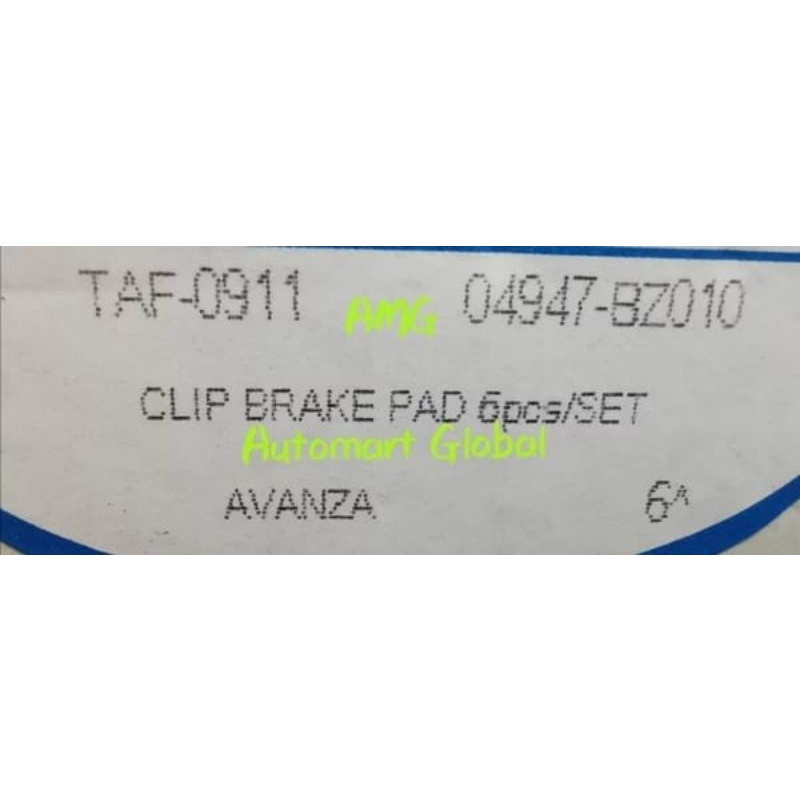 TAF-0911 AMG 04947-BZ010
CLIP BRAKE PAD 6pcs/SET
Automart Global
AVANZA 6^